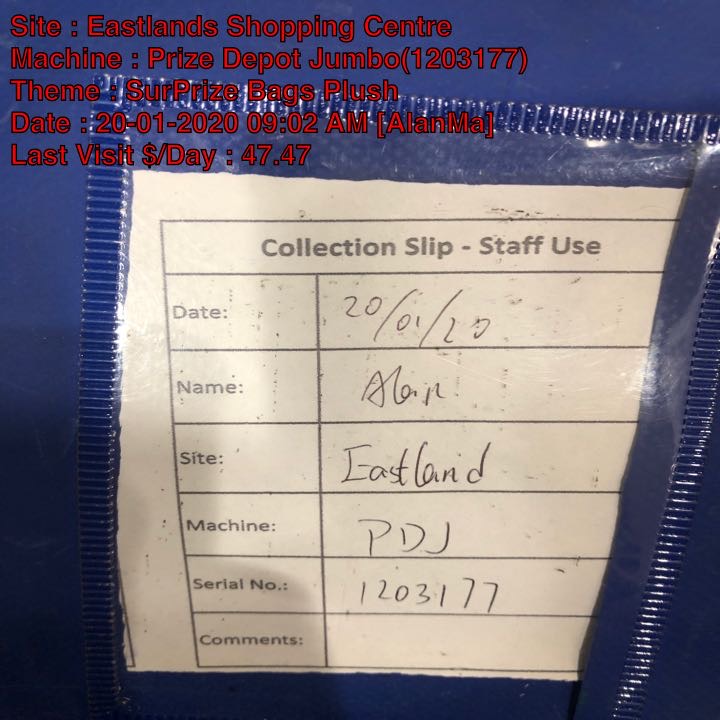 Site : Eastlands Shopping Centre
Machine : Prize Depot Jumbo(1203177)
Theme : SurPrize Bags Plush
Date : 20-01-2020 09:02 AM [AlanMa]
Last Visit $/Day : 47.47
Collection Slip - Staff Use
Date: 20/01/20
Name: Alan
Site: Eastland
Machine: PDJ
Serial No.: 1203177
Comments: